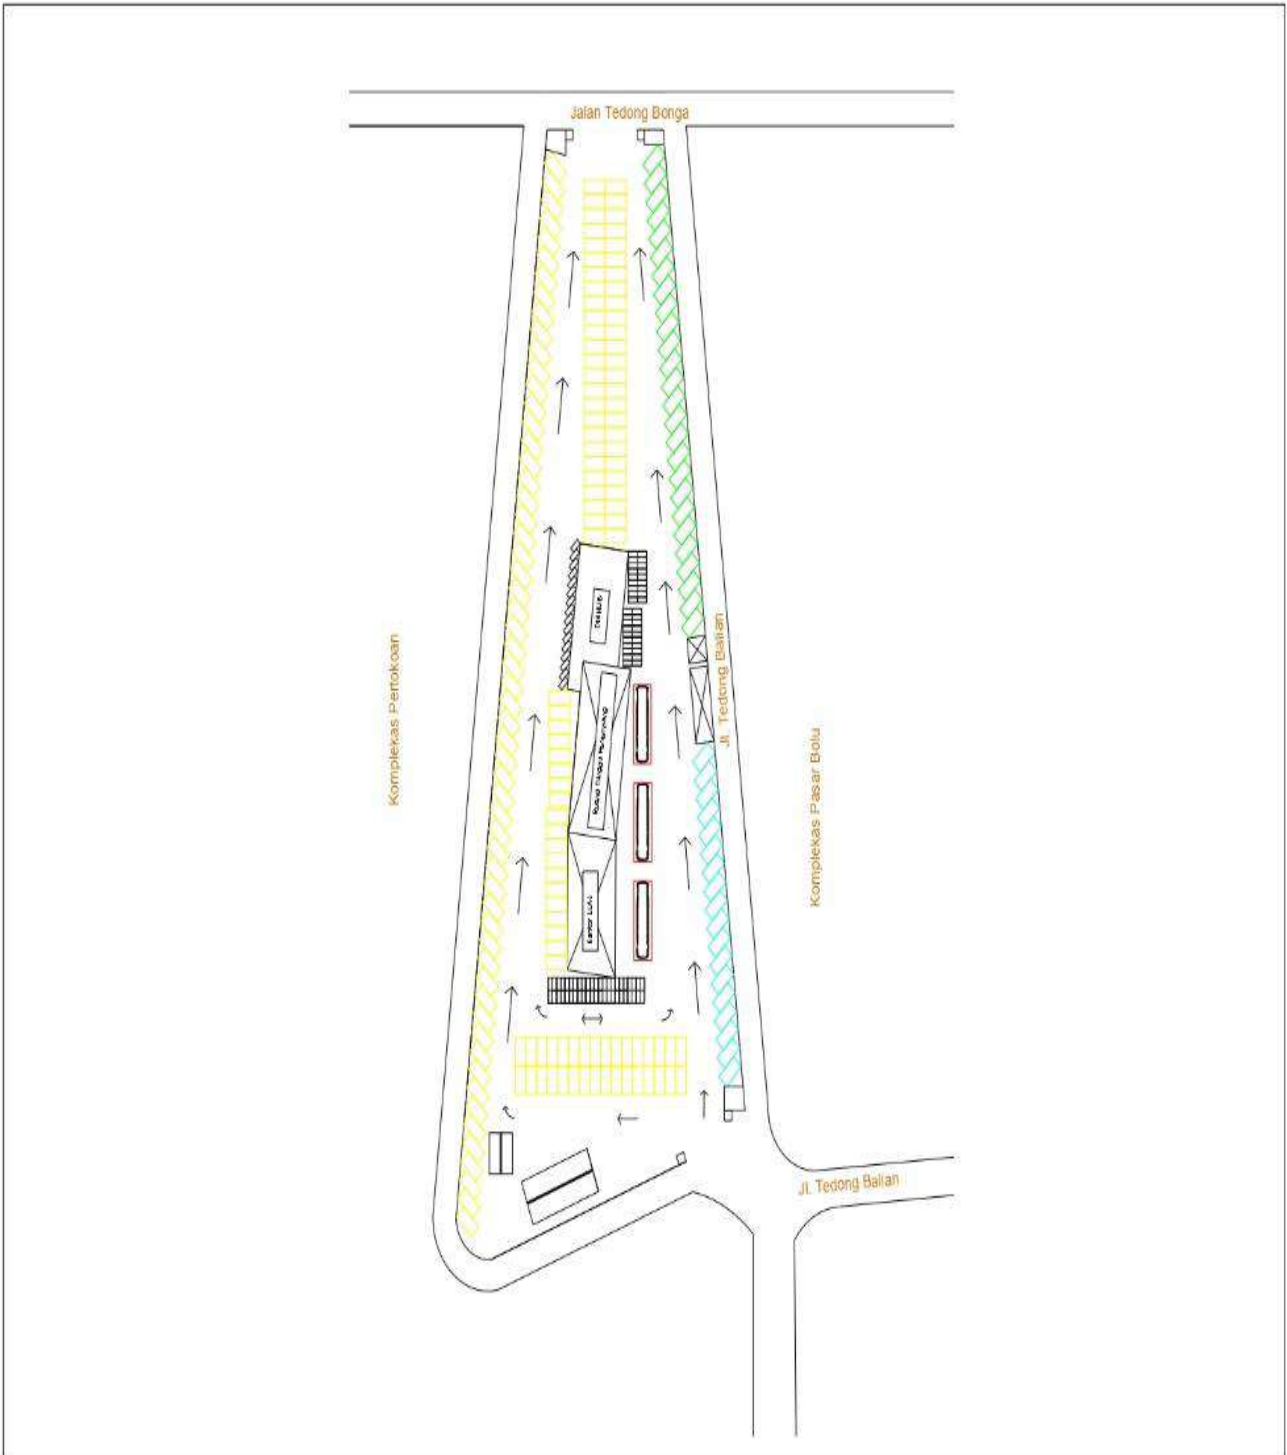 Jalan Tedong Bonga
Komplekas Pertokoan
Jl. Tedong Balian
Komplekas Pasar Bolu
Jl. Tedong Balian